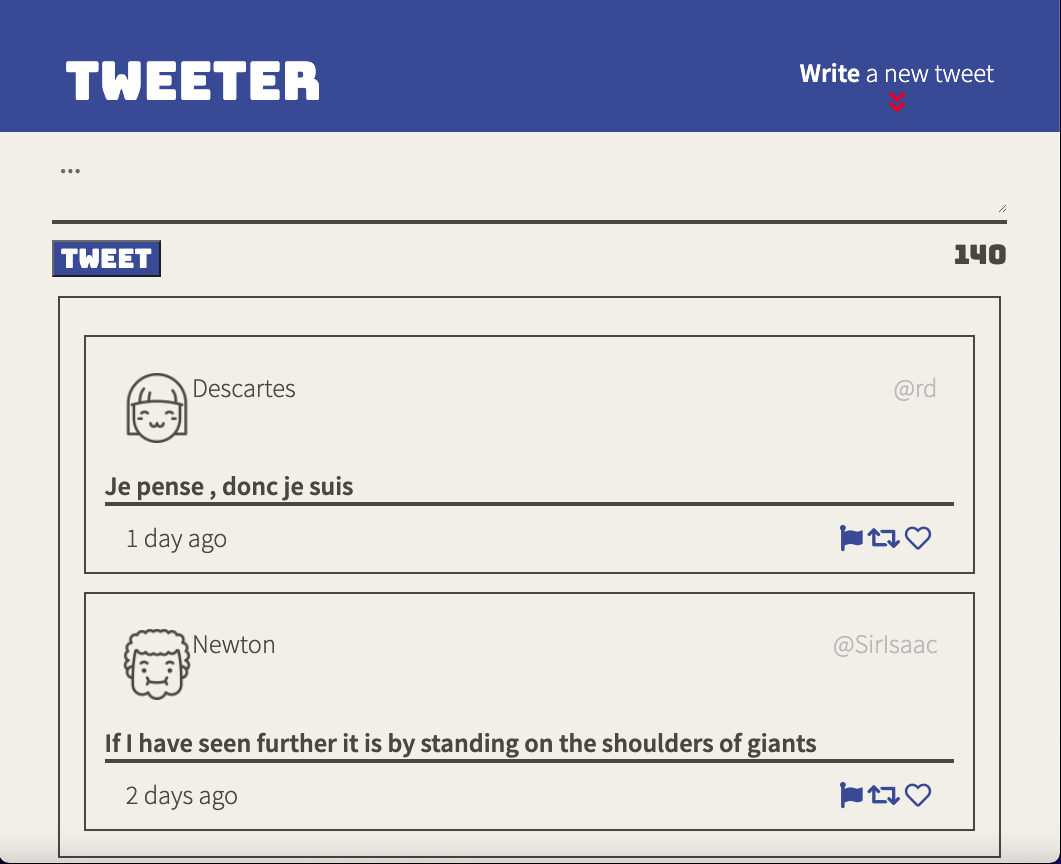 TWEETER
Write a new tweet
...
TWEET
140
Descartes
@rd
Je pense , donc je suis
1 day ago
Newton
@SirIsaac
If I have seen further it is by standing on the shoulders of giants
2 days ago